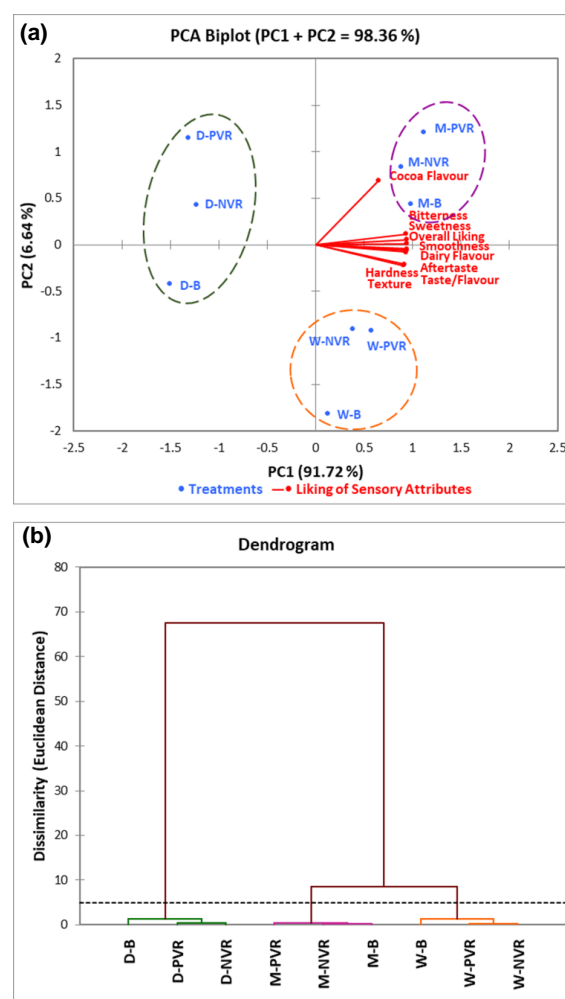 (a)
PCA Biplot (PC1 + PC2 = 98.36 %)
2
1.5
1
0.5
0
-0.5
-1
-1.5
-2
PC2 (6.64 %)
D-PVR
D-NVR
D-B
M-PVR
M-NVR
Cocoa Flavour
M-B
Bitterness
Sweetness
Overall Liking
Smoothness
Dairy Flavour
Hardness Aftertaste
Texture Taste/Flavour
W-NVR W-PVR
W-B
-2.5 -2 -1.5 -1 -0.5 0 0.5 1 1.5 2 2.5
PC1 (91.72 %)
Treatments Liking of Sensory Attributes
(b)
Dendrogram
80
70
60
50
40
30
20
10
0
Dissimilarity (Euclidean Distance)
D-B
D-PVR
D-NVR
M-PVR
M-NVR
M-B
W-B
W-PVR
W-NVR